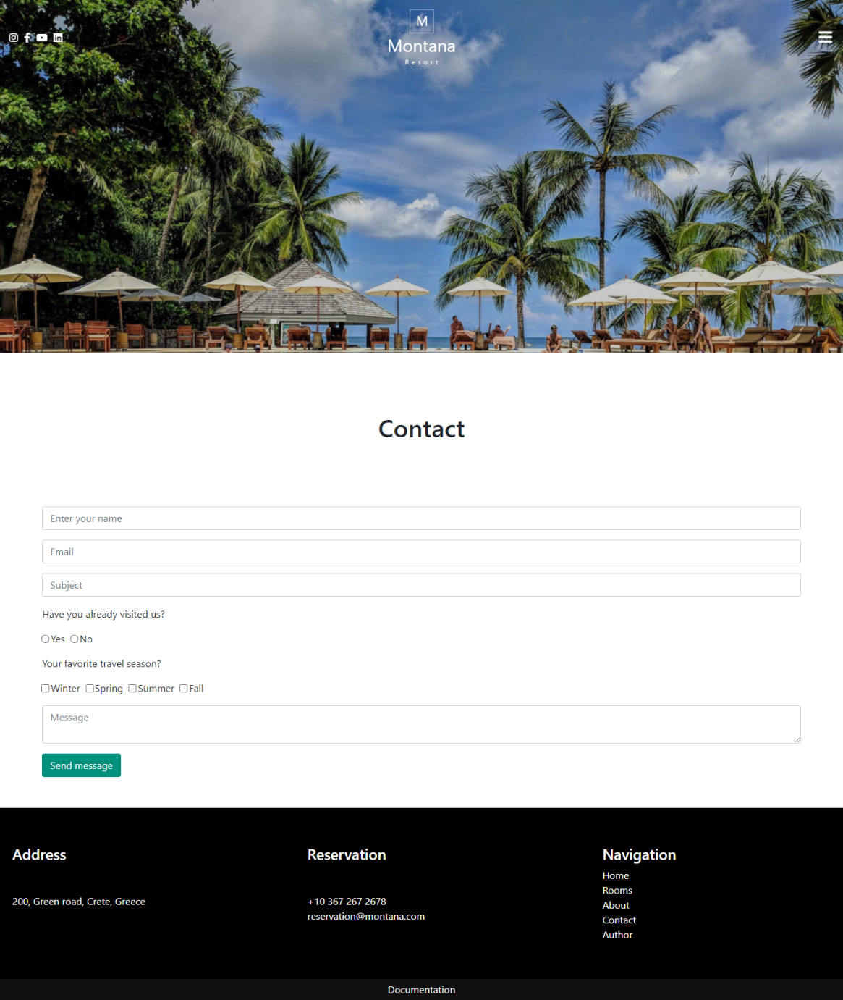 M
Montana
Resort
Contact
Enter your name
Email
Subject
Have you already visited us?
Yes No
Your favorite travel season?
Winter Spring Summer Fall
Message
Send message
Address
200, Green road, Crete, Greece
Reservation
+10 367 267 2678
reservation@montana.com
Navigation
Home
Rooms
About
Contact
Author
Documentation